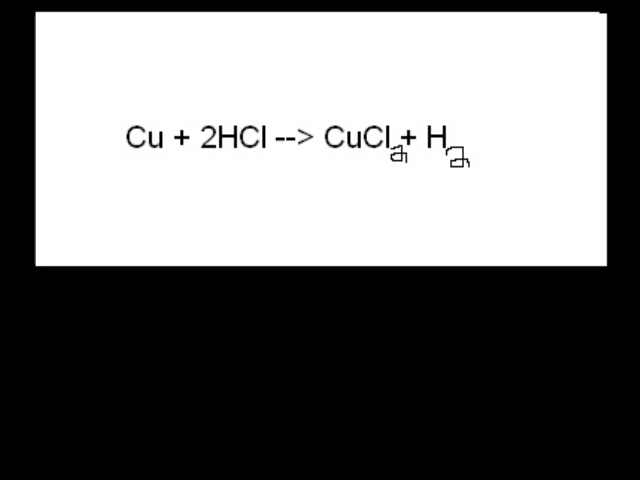 Cu + 2HCl --> CuCl₂ + H₂